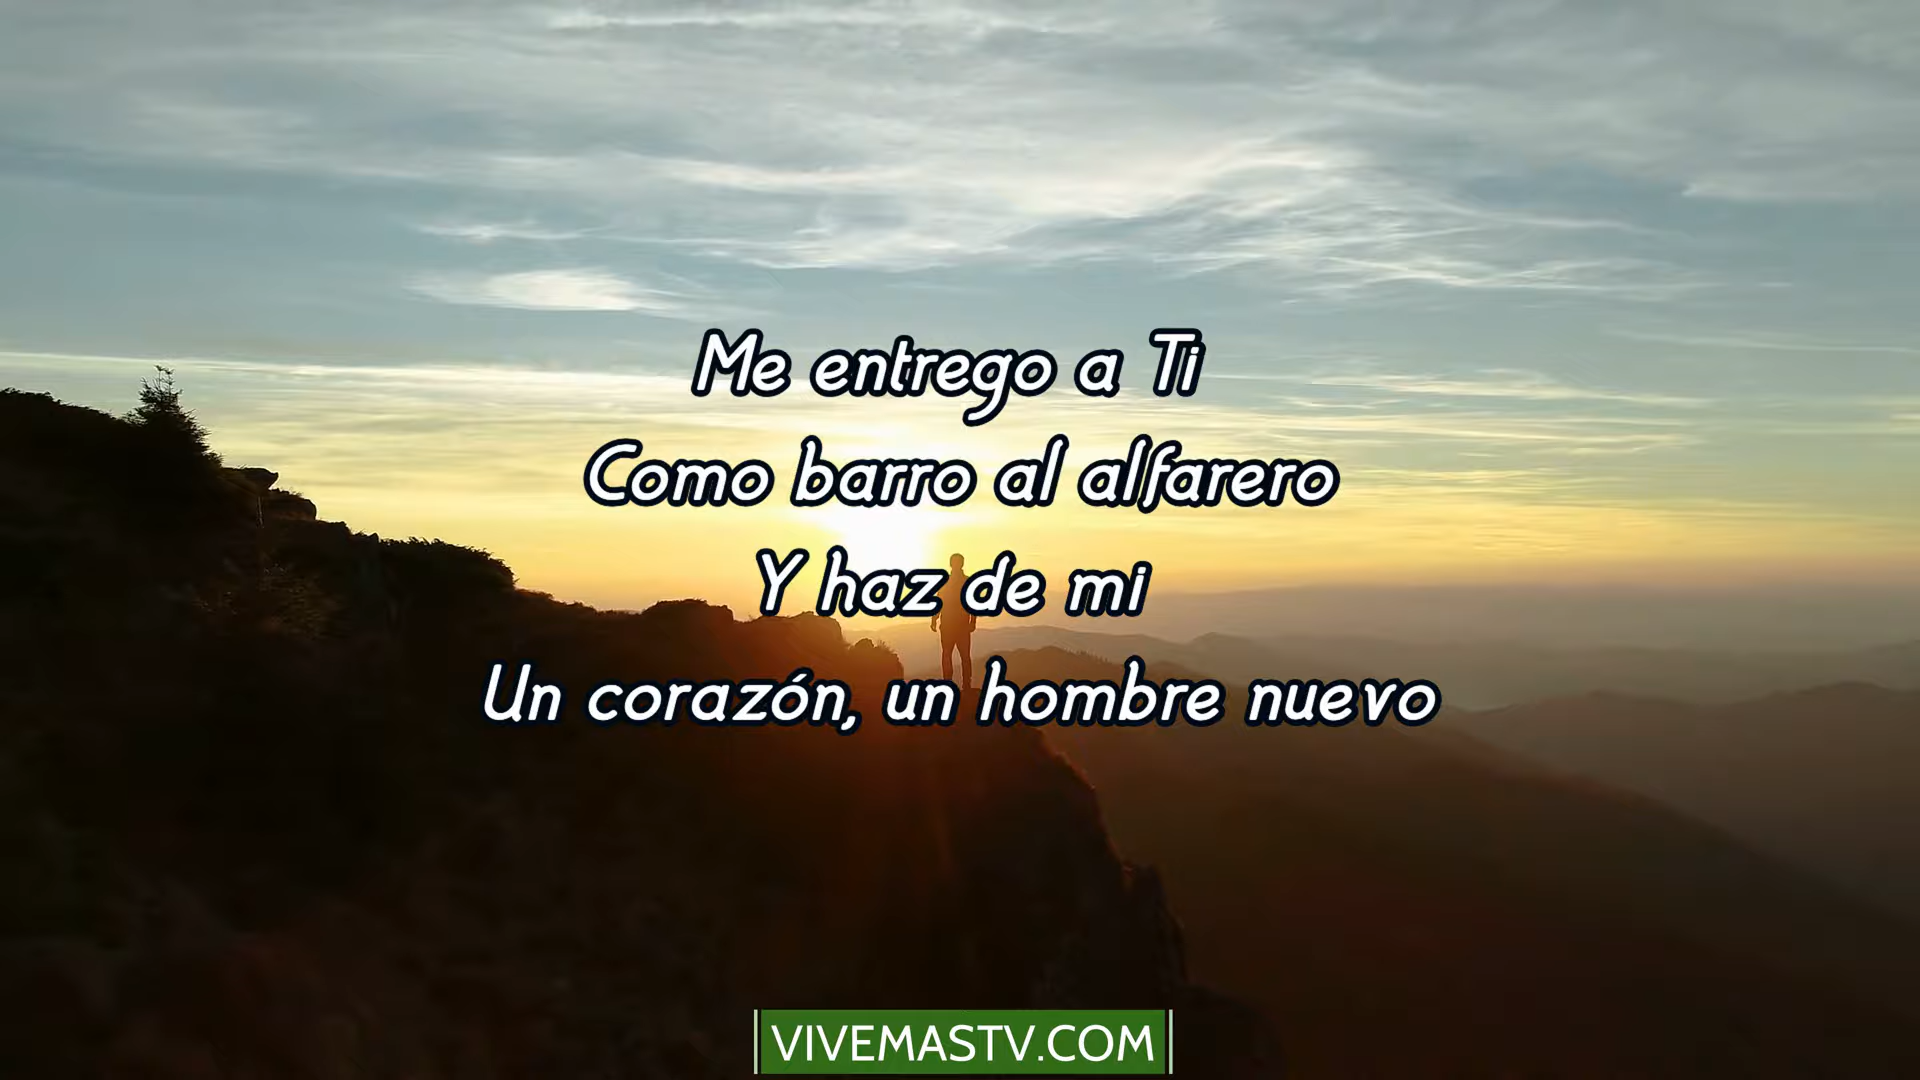 Me entrego a Ti
Como barro al alfarero
Y haz de mi
Un corazón, un hombre nuevo
VIVEMASTV.COM